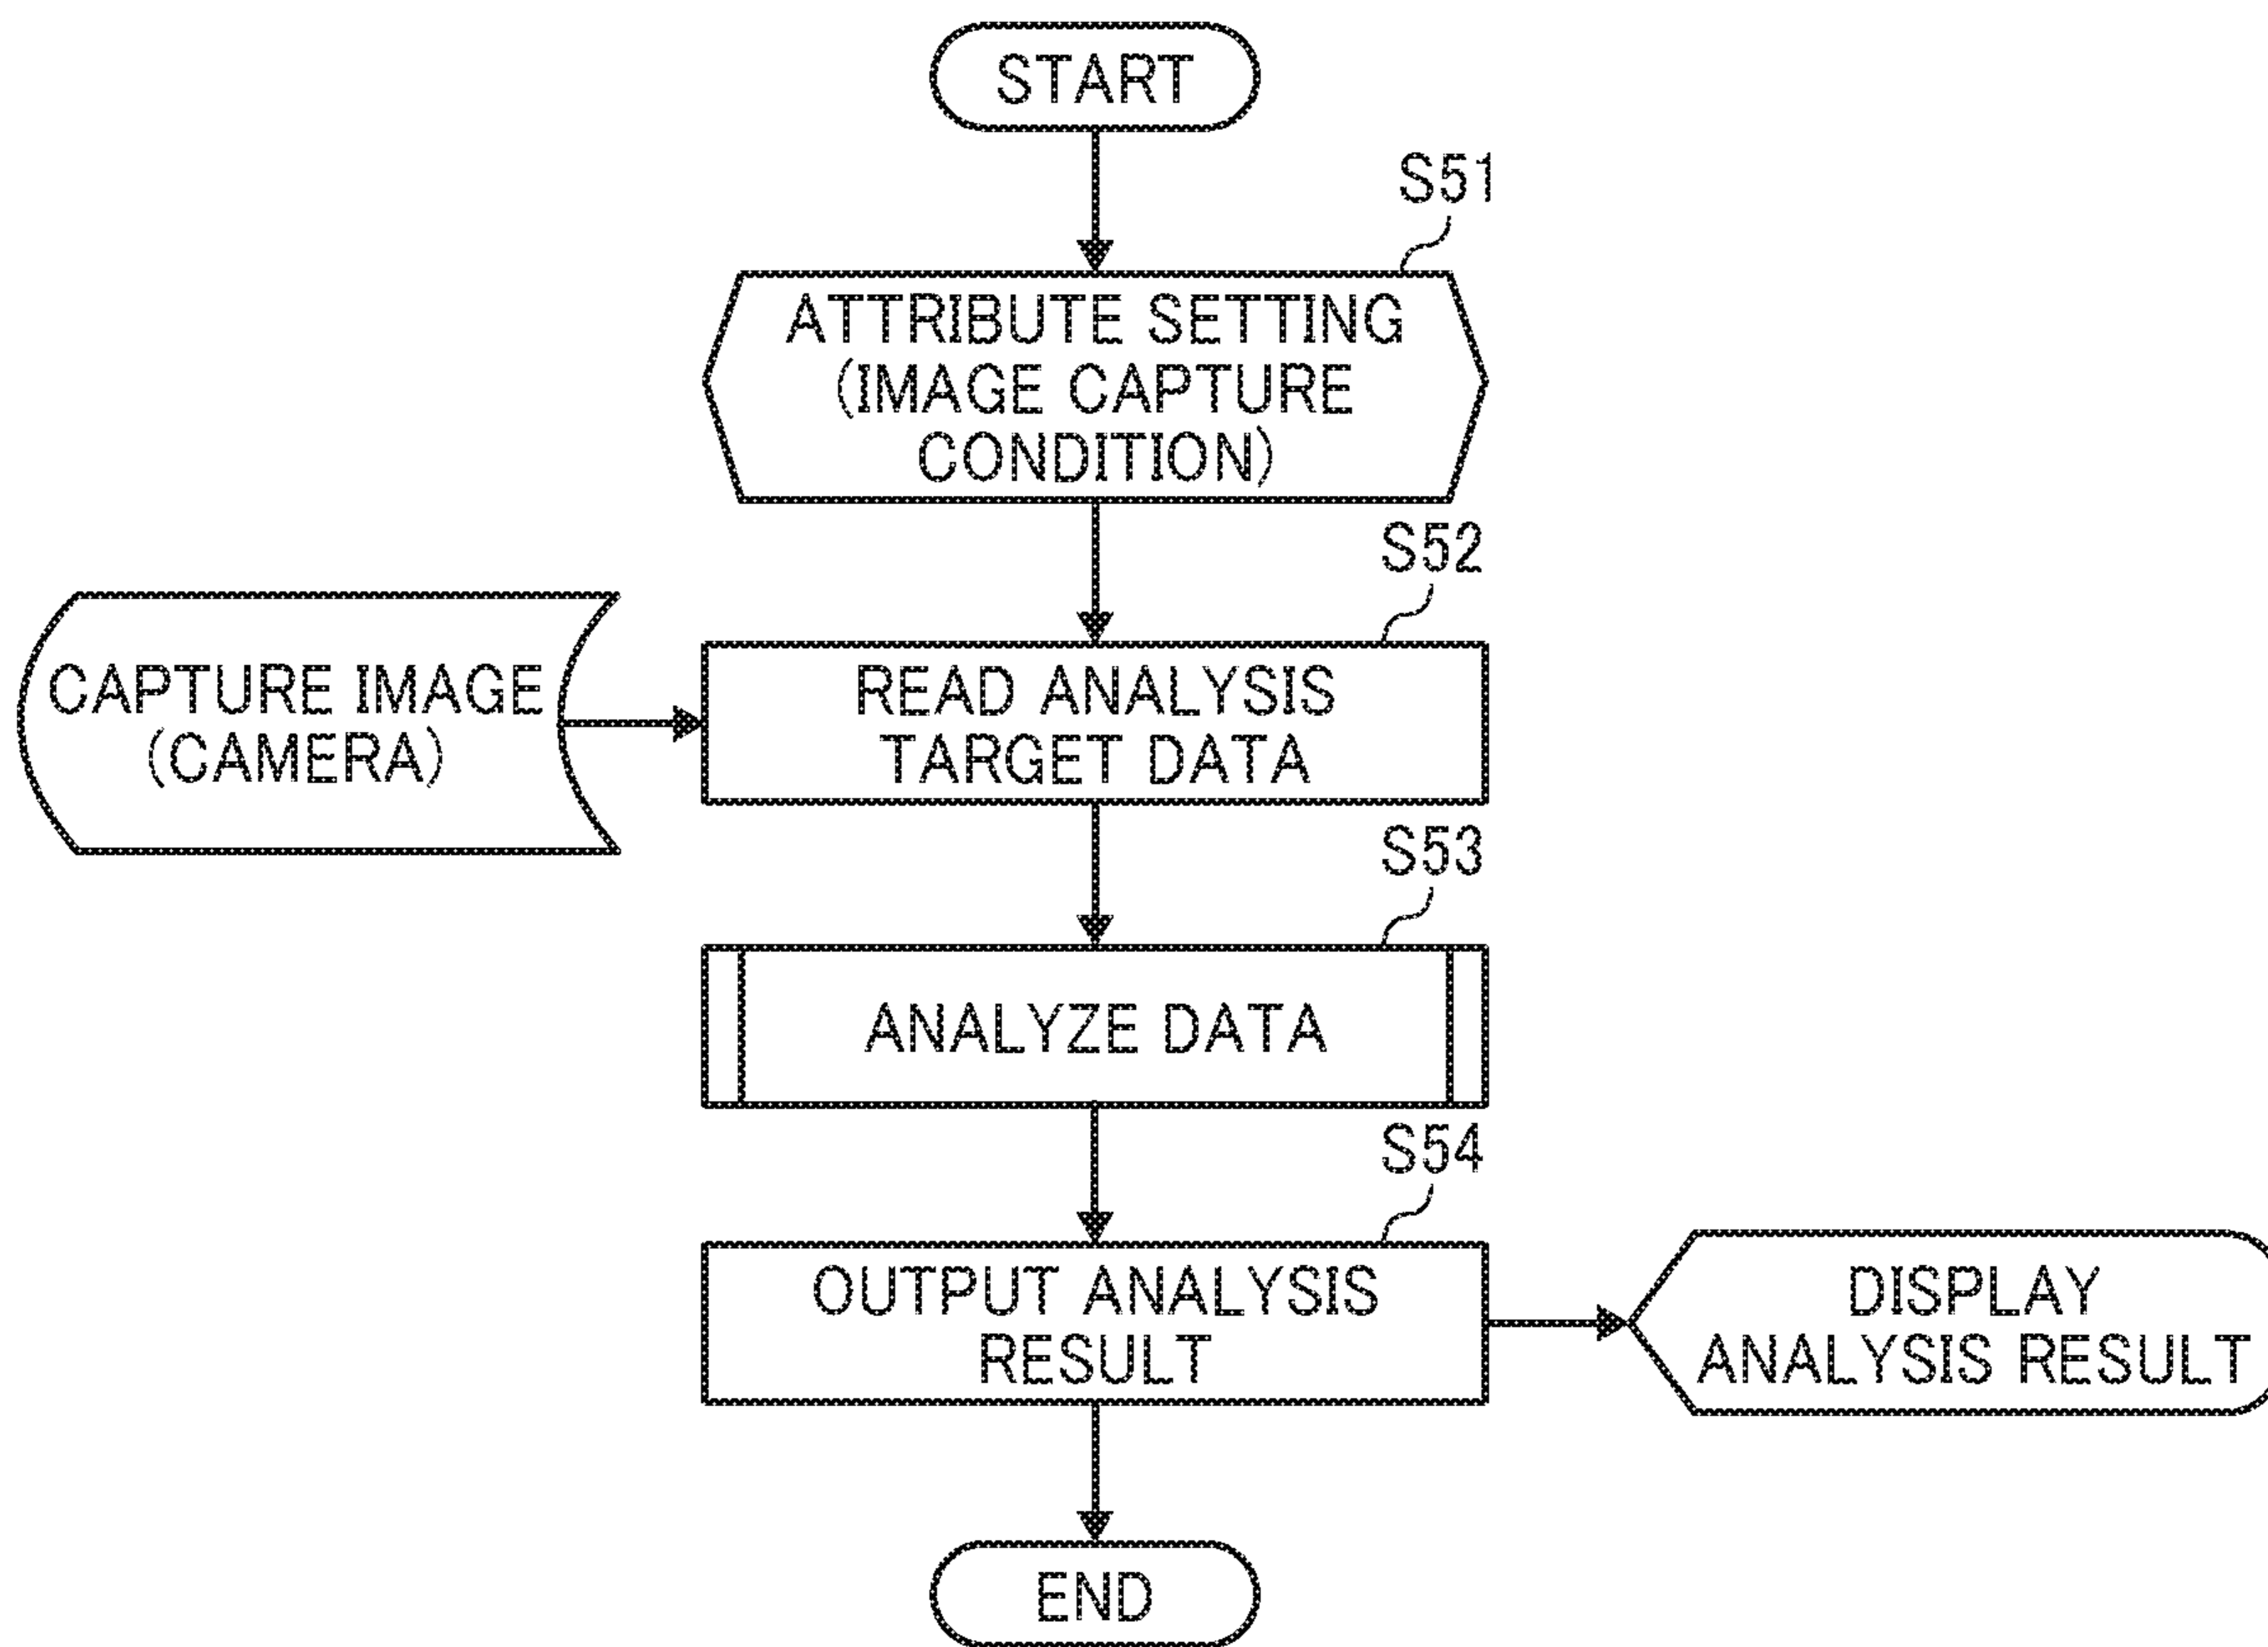 START
S51
ATTRIBUTE SETTING
(IMAGE CAPTURE
CONDITION)
S52
CAPTURE IMAGE
(CAMERA)
READ ANALYSIS
TARGET DATA
S53
ANALYZE DATA
S54
OUTPUT ANALYSIS
RESULT
DISPLAY
ANALYSIS RESULT
END